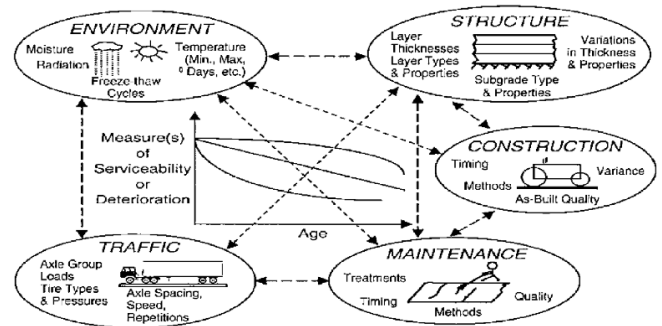 ENVIRONMENT
Moisture
Radiation
Temperature
(Min., Max,
º Days, etc.)
Freeze-thaw
Cycles
STRUCTURE
Layer
Thicknesses
Layer Types
& Properties
Variations
in Thickness
& Properties
Subgrade Type
& Properties
Measure(s)
of
Serviceability
or
Deterioration
Age
CONSTRUCTION
Timing
Methods
Variance
As-Built Quality
TRAFFIC
Axle Group
Loads
Tire Types
& Pressures
Axle Spacing,
Speed,
Repetitions
MAINTENANCE
Treatments
Timing
Methods
Quality